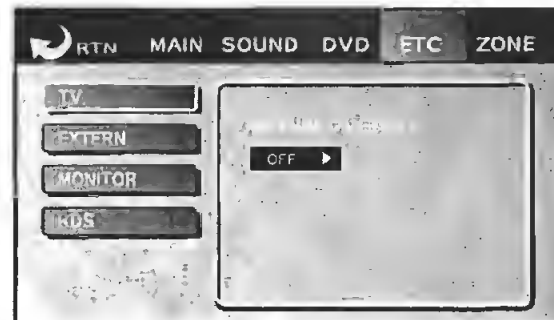 RTN MAIN SOUND DVD ETC ZONE
TV
EXTERN
MONITOR
RDS
OFF